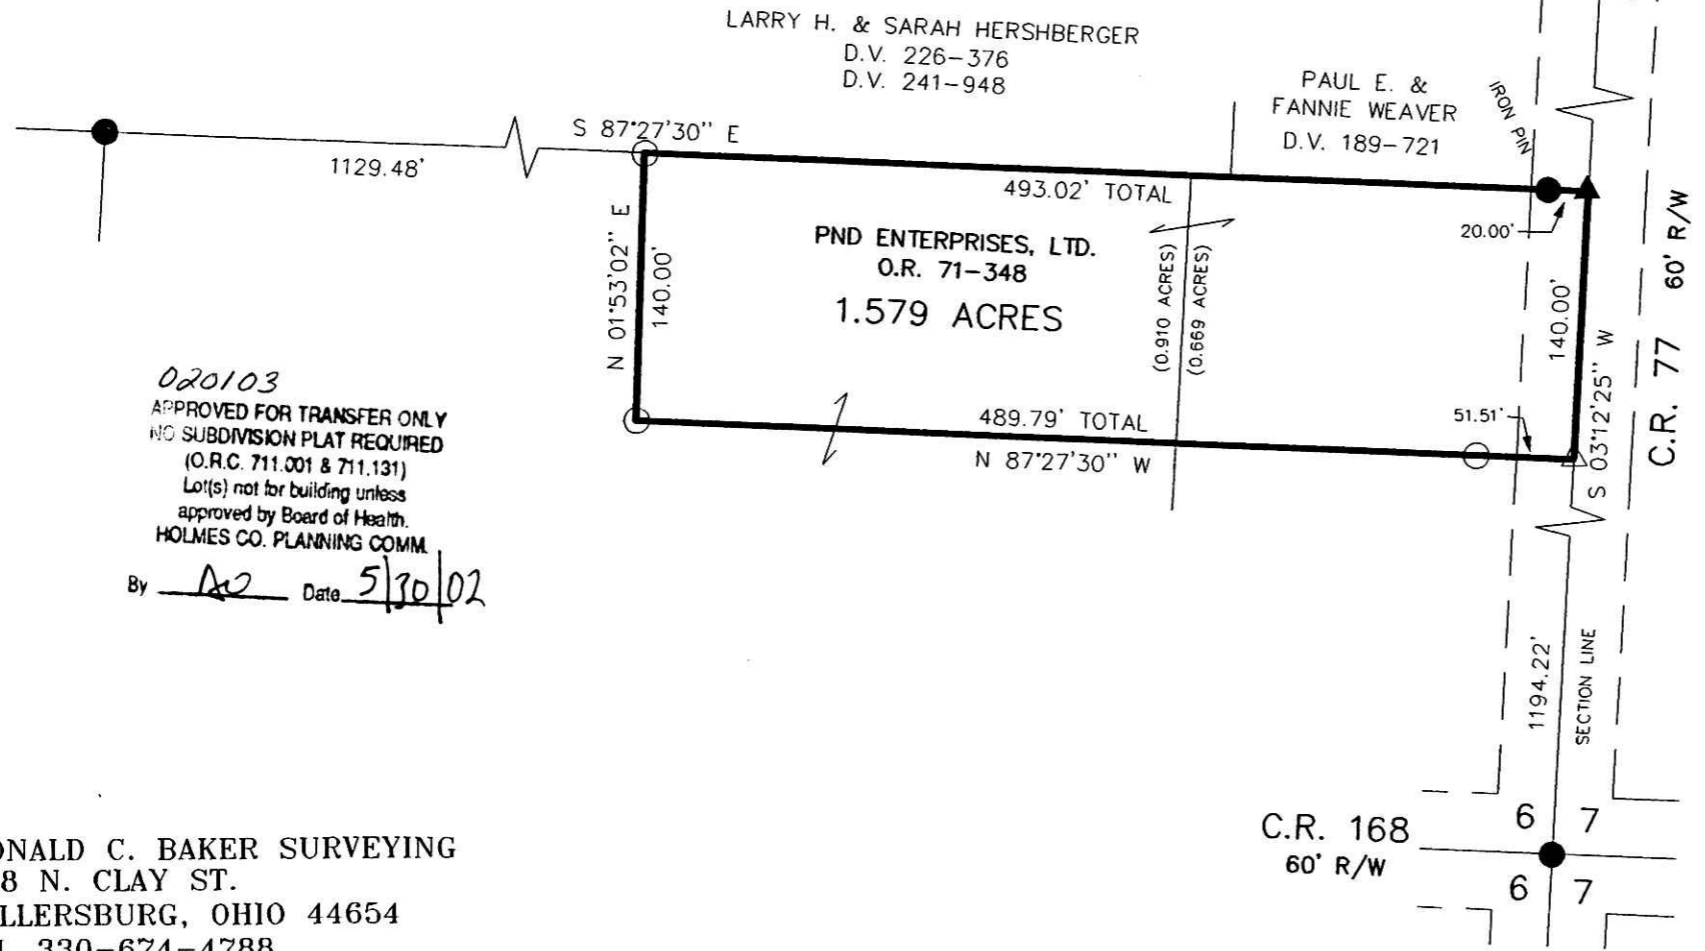 LARRY H. & SARAH HERSHBERGER
D.V. 226-376
D.V. 241-948
PAUL E. &
FANNIE WEAVER
D.V. 189-721
IRON PIN
S 87°27'30'' E
1129.48'
493.02' TOTAL
20.00'
60' R/W
C.R. 77
N 01°53'02'' E
140.00'
PND ENTERPRISES, LTD.
O.R. 71-348
1.579 ACRES
(0.910 ACRES)
(0.669 ACRES)
140.00'
S 03°12'25'' W
489.79' TOTAL
N 87°27'30'' W
51.51'
020103
APPROVED FOR TRANSFER ONLY
NO SUBDIVISION PLAT REQUIRED
(O.R.C. 711.001 & 711.131)
Lot(s) not for building unless
approved by Board of Health.
HOLMES CO. PLANNING COMM.
By Date 5/30/02
1194.22'
SECTION LINE
C.R. 168
60' R/W
6 7
6 7
ONALD C. BAKER SURVEYING
8 N. CLAY ST.
LLERSBURG, OHIO 44654
330-674-4788